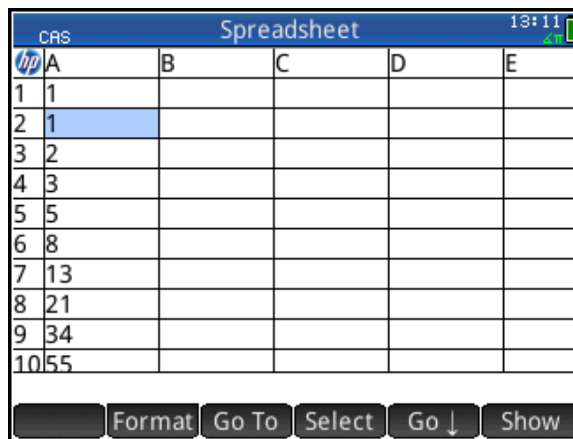 CAS Spreadsheet 13:11
∡π
hp A B C D E
1 1
2 1
3 2
4 3
5 5
6 8
7 13
8 21
9 34
10 55
Format Go To Select Go ↓ Show